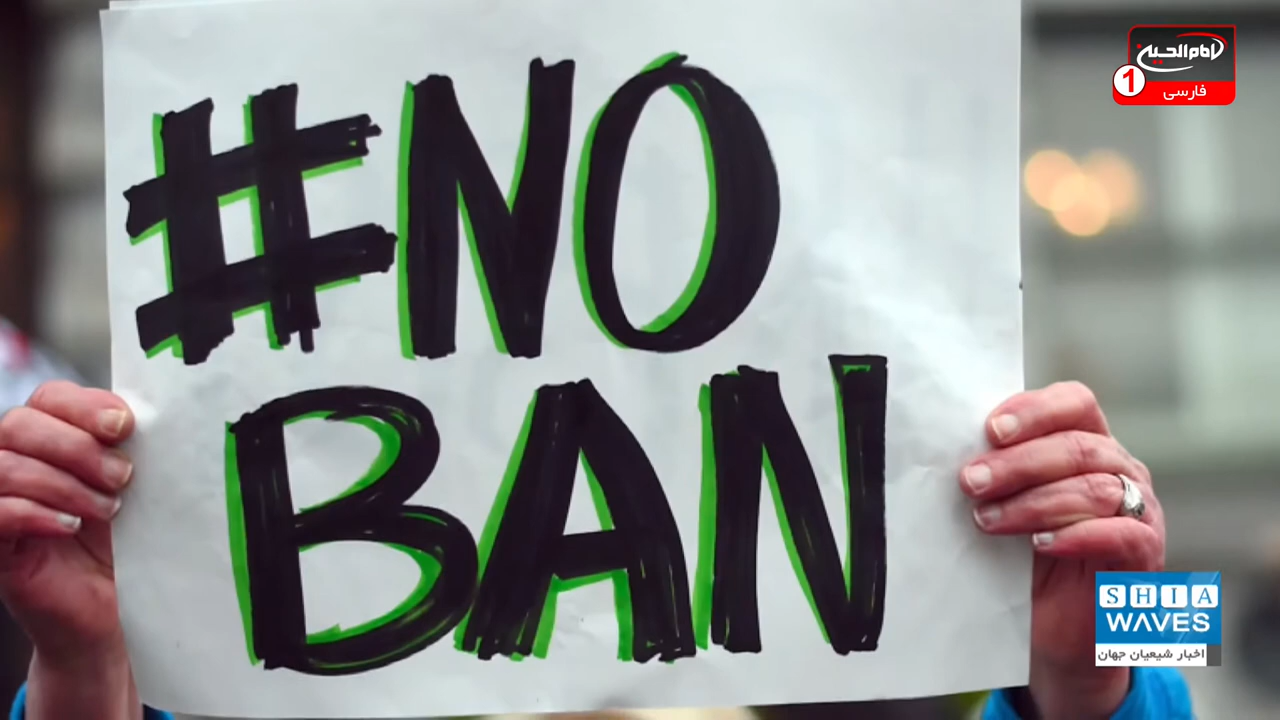 #NO
BAN
امام الحسین
1
فارسی
SHIA
WAVES
اخبار شیعیان جهان